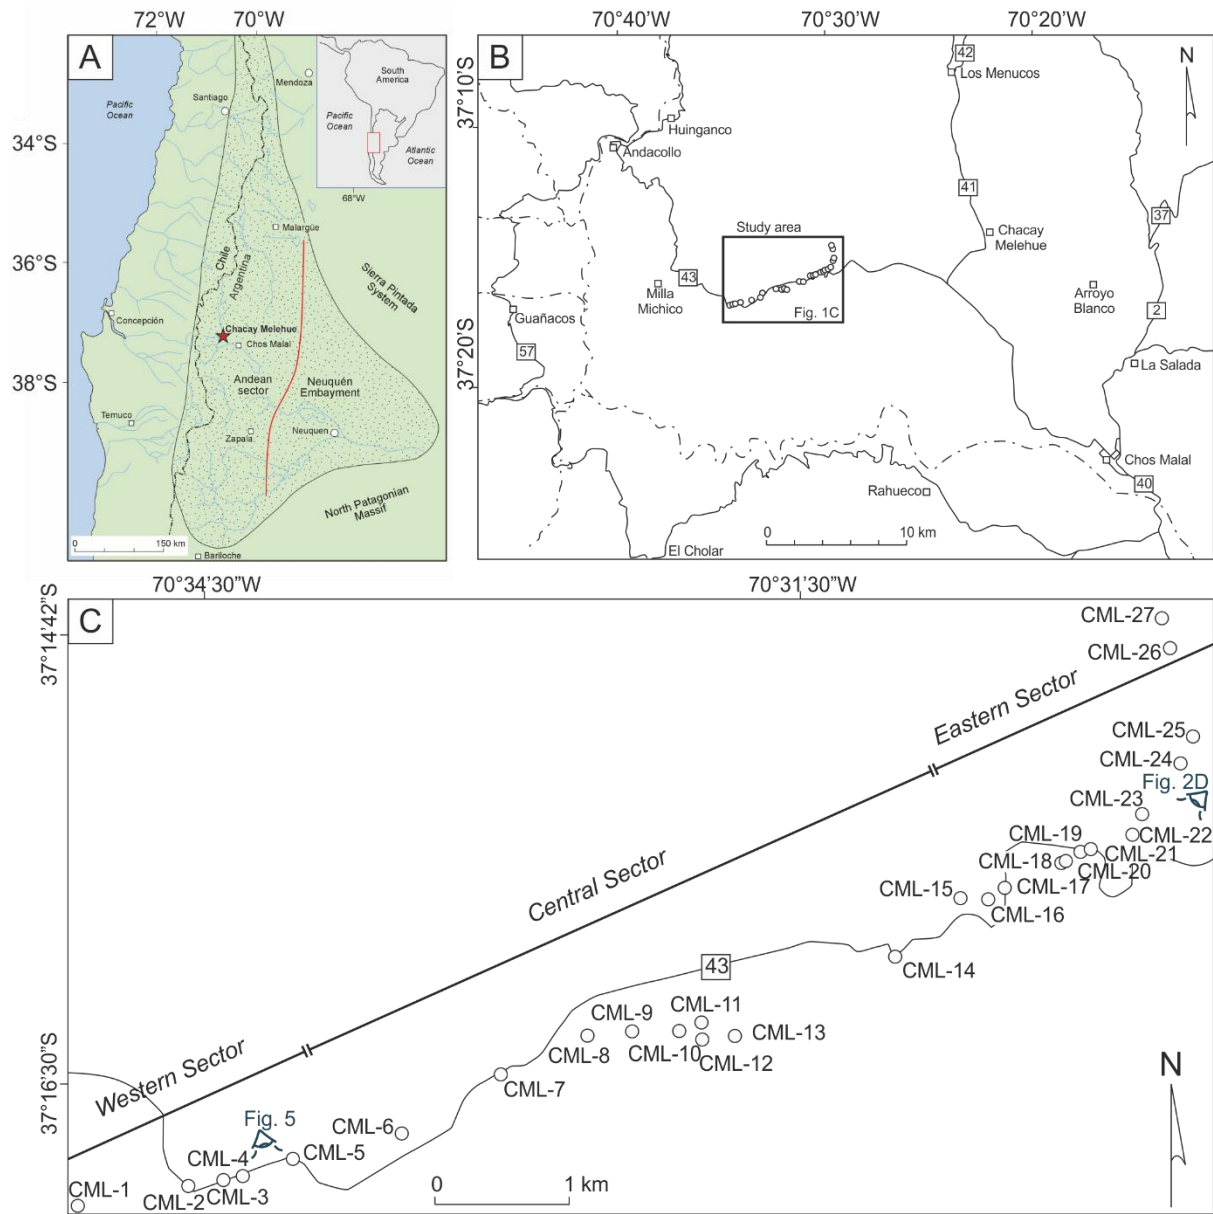 72°W
70°W
A
South
America
Pacific
Ocean
Atlantic
Ocean
68°W
Mendoza
Santiago
Pacific
Ocean
34°S
36°S
38°S
Malargüe
Chile
Argentina
Sierra Pintada
System
Concepción
Chacay Melehue
Chos Malal
Andean
sector
Neuquén
Embayment
Temuco
Zapala
Neuquen
North Patagonian
Massif
0
150 km
Bariloche
70°40'W
70°30'W
70°20'W
B
N
37°10'S
37°20'S
42
Los Menucos
Huinganco
Andacollo
41
37
Study area
Chacay
Melehue
43
Milla
Michico
Fig. 1C
Guañacos
Arroyo
Blanco
2
57
La Salada
Chos Malal
Rahueco
40
0
10 km
El Cholar
70°34'30"W
70°31'30"W
C
37°14'42"S
37°16'30"S
CML-27
CML-26
Eastern Sector
CML-25
CML-24
Fig. 2D
CML-23
CML-22
CML-19
CML-21
CML-18
CML-20
CML-17
CML-15
CML-16
Central Sector
CML-14
43
CML-11
CML-9
CML-13
CML-8
CML-10
CML-12
CML-7
Western Sector
Fig. 5
CML-6
CML-4
CML-5
CML-3
CML-1
CML-2
0
1 km
N